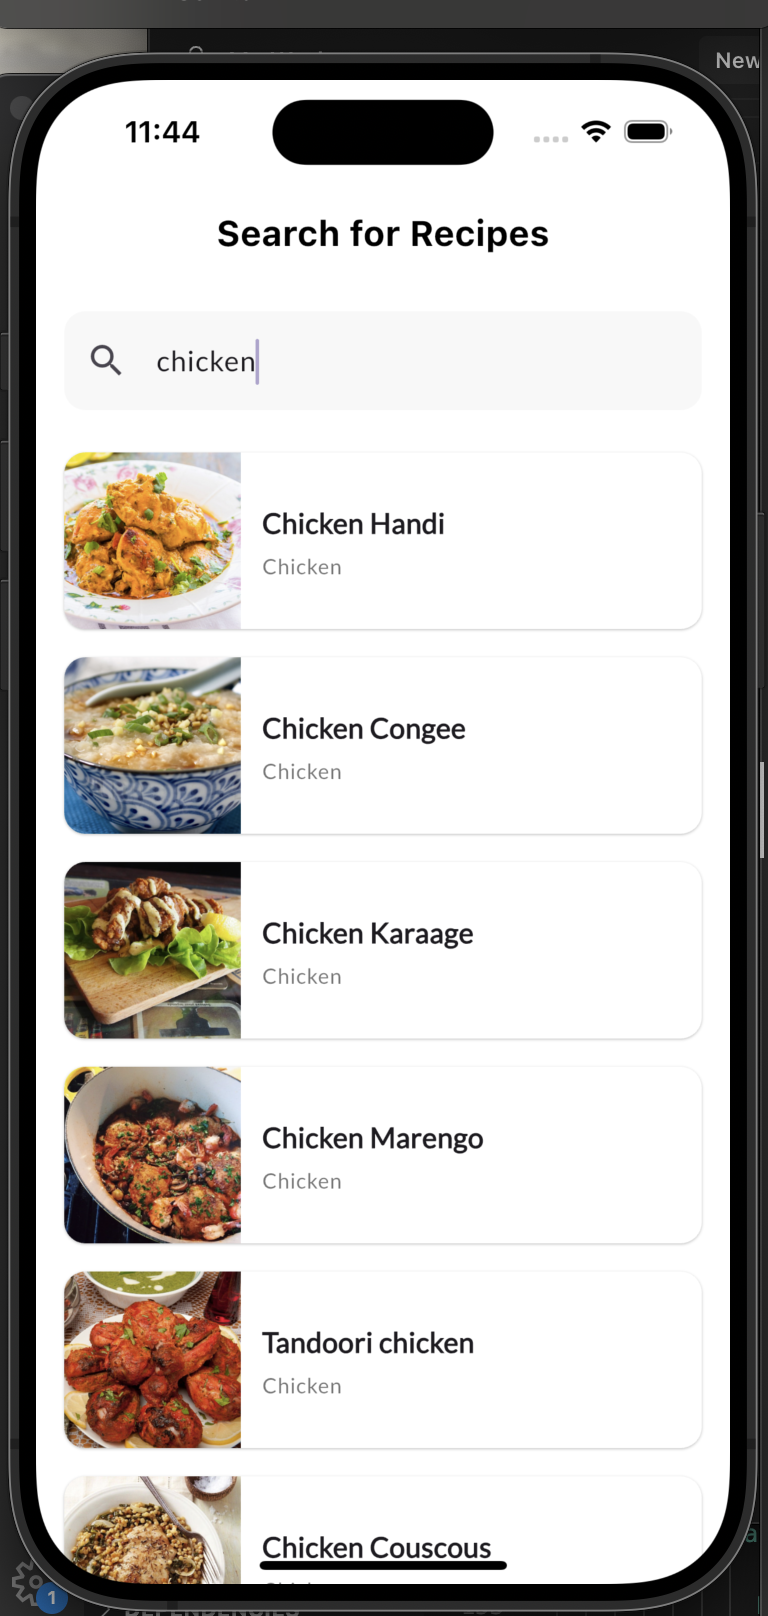 New
11:44
Search for Recipes
chicken
Chicken Handi
Chicken
Chicken Congee
Chicken
Chicken Karaage
Chicken
Chicken Marengo
Chicken
Tandoori chicken
Chicken
Chicken Couscous
1
DEPENDENCIES